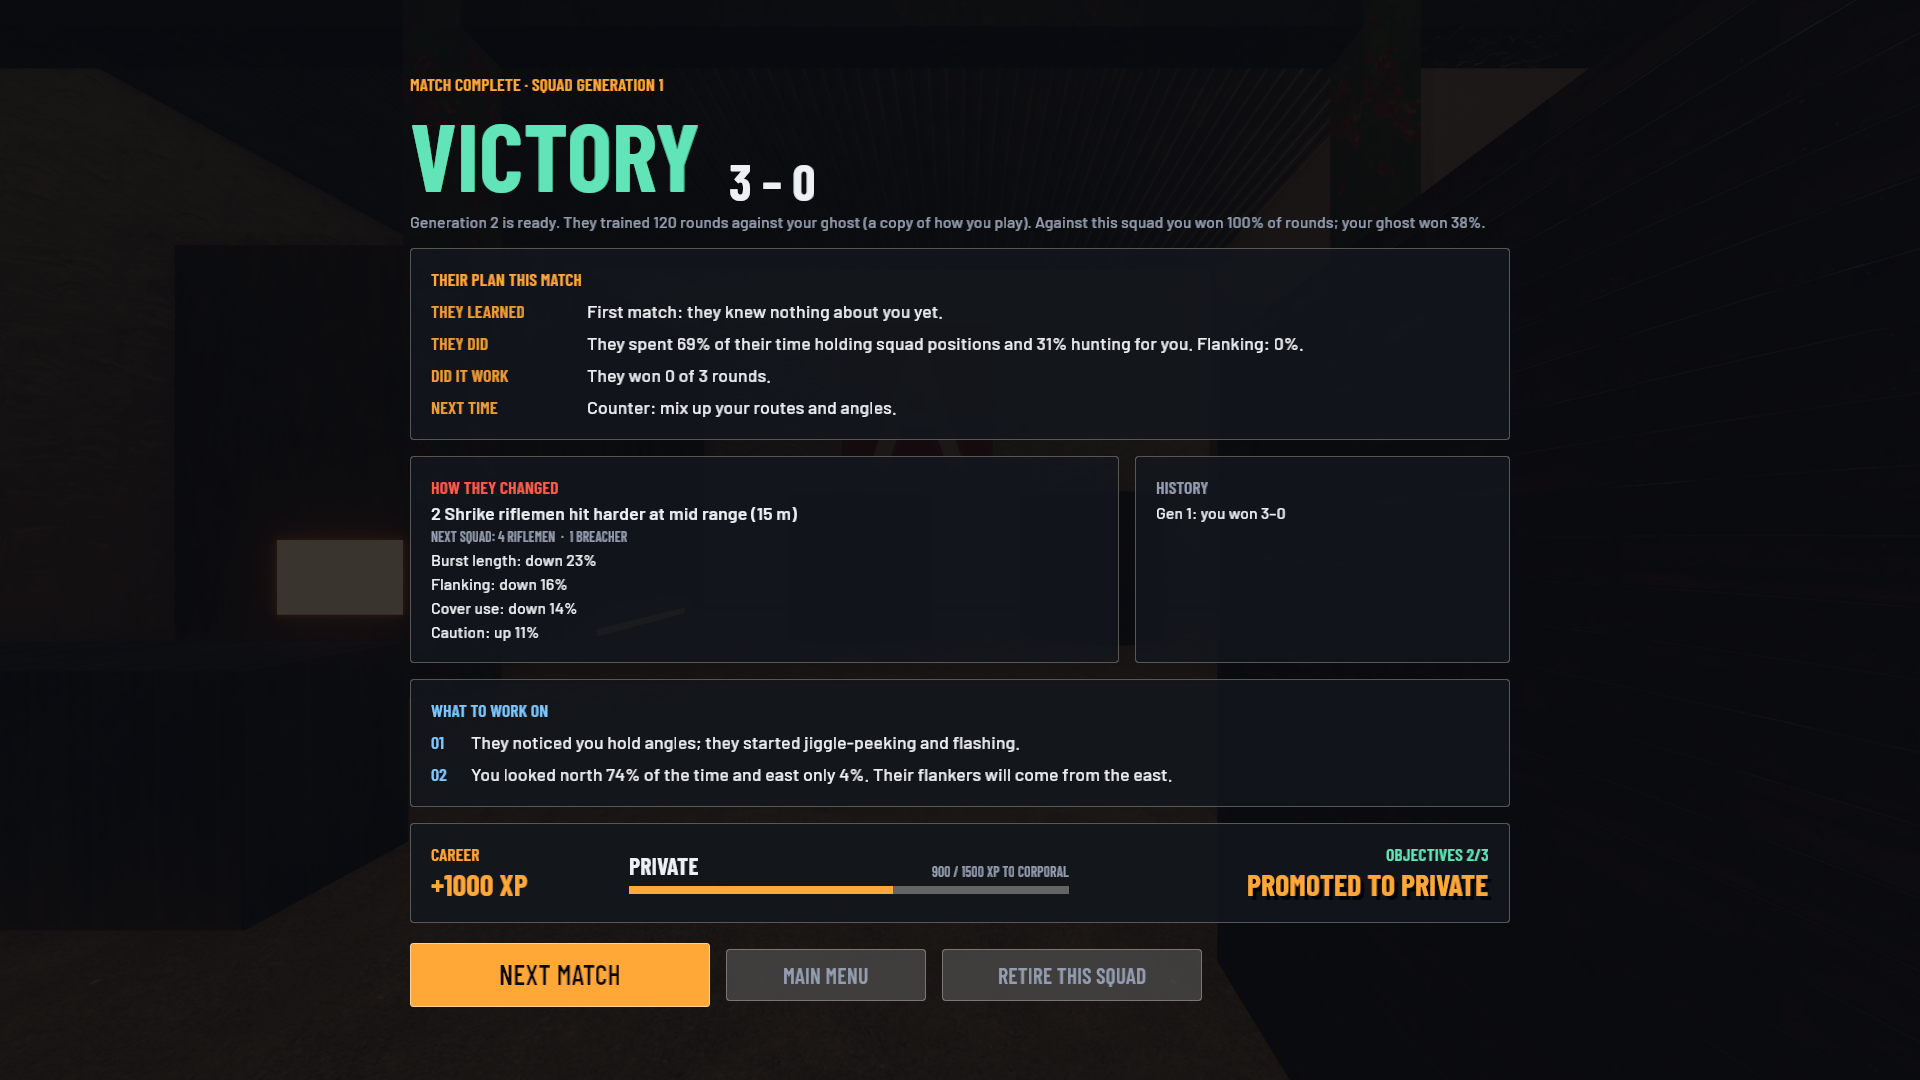 MATCH COMPLETE · SQUAD GENERATION 1
VICTORY 3 – 0
Generation 2 is ready. They trained 120 rounds against your ghost (a copy of how you play). Against this squad you won 100% of rounds; your ghost won 38%.
THEIR PLAN THIS MATCH
THEY LEARNED First match: they knew nothing about you yet.
THEY DID They spent 69% of their time holding squad positions and 31% hunting for you. Flanking: 0%.
DID IT WORK They won 0 of 3 rounds.
NEXT TIME Counter: mix up your routes and angles.
HOW THEY CHANGED
2 Shrike riflemen hit harder at mid range (15 m)
NEXT SQUAD: 4 RIFLEMEN · 1 BREACHER
Burst length: down 23%
Flanking: down 16%
Cover use: down 14%
Caution: up 11%
HISTORY
Gen 1: you won 3–0
WHAT TO WORK ON
01 They noticed you hold angles; they started jiggle-peeking and flashing.
02 You looked north 74% of the time and east only 4%. Their flankers will come from the east.
CAREER
+1000 XP
PRIVATE
900 / 1500 XP TO CORPORAL
OBJECTIVES 2/3
PROMOTED TO PRIVATE
NEXT MATCH
MAIN MENU
RETIRE THIS SQUAD